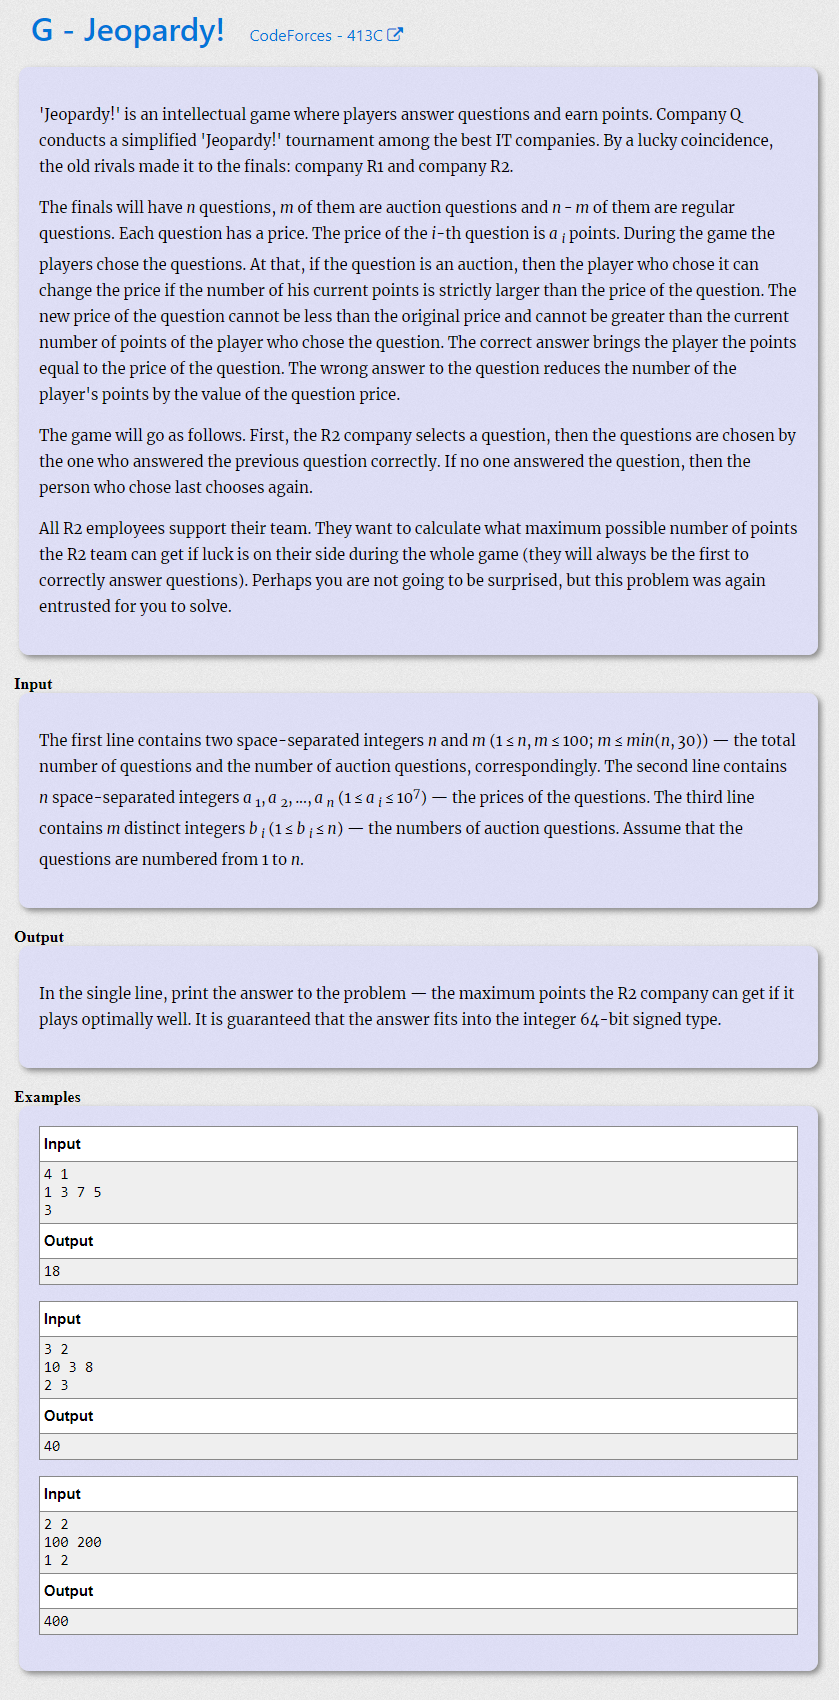 G - Jeopardy! CodeForces - 413C
'Jeopardy!' is an intellectual game where players answer questions and earn points. Company Q
conducts a simplified 'Jeopardy!' tournament among the best IT companies. By a lucky coincidence,
the old rivals made it to the finals: company R1 and company R2.
The finals will have n questions, m of them are auction questions and n - m of them are regular
questions. Each question has a price. The price of the i-th question is a i points. During the game the
players chose the questions. At that, if the question is an auction, then the player who chose it can
change the price if the number of his current points is strictly larger than the price of the question. The
new price of the question cannot be less than the original price and cannot be greater than the current
number of points of the player who chose the question. The correct answer brings the player the points
equal to the price of the question. The wrong answer to the question reduces the number of the
player's points by the value of the question price.
The game will go as follows. First, the R2 company selects a question, then the questions are chosen by
the one who answered the previous question correctly. If no one answered the question, then the
person who chose last chooses again.
All R2 employees support their team. They want to calculate what maximum possible number of points
the R2 team can get if luck is on their side during the whole game (they will always be the first to
correctly answer questions). Perhaps you are not going to be surprised, but this problem was again
entrusted for you to solve.
Input
The first line contains two space-separated integers n and m (1 ≤ n, m ≤ 100; m ≤ min(n, 30)) — the total
number of questions and the number of auction questions, correspondingly. The second line contains
n space-separated integers a 1, a 2, ..., a n (1 ≤ a i ≤ 10⁷) — the prices of the questions. The third line
contains m distinct integers b i (1 ≤ b i ≤ n) — the numbers of auction questions. Assume that the
questions are numbered from 1 to n.
Output
In the single line, print the answer to the problem — the maximum points the R2 company can get if it
plays optimally well. It is guaranteed that the answer fits into the integer 64-bit signed type.
Examples
Input
4 1
1 3 7 5
3
Output
18
Input
3 2
10 3 8
2 3
Output
40
Input
2 2
100 200
1 2
Output
400